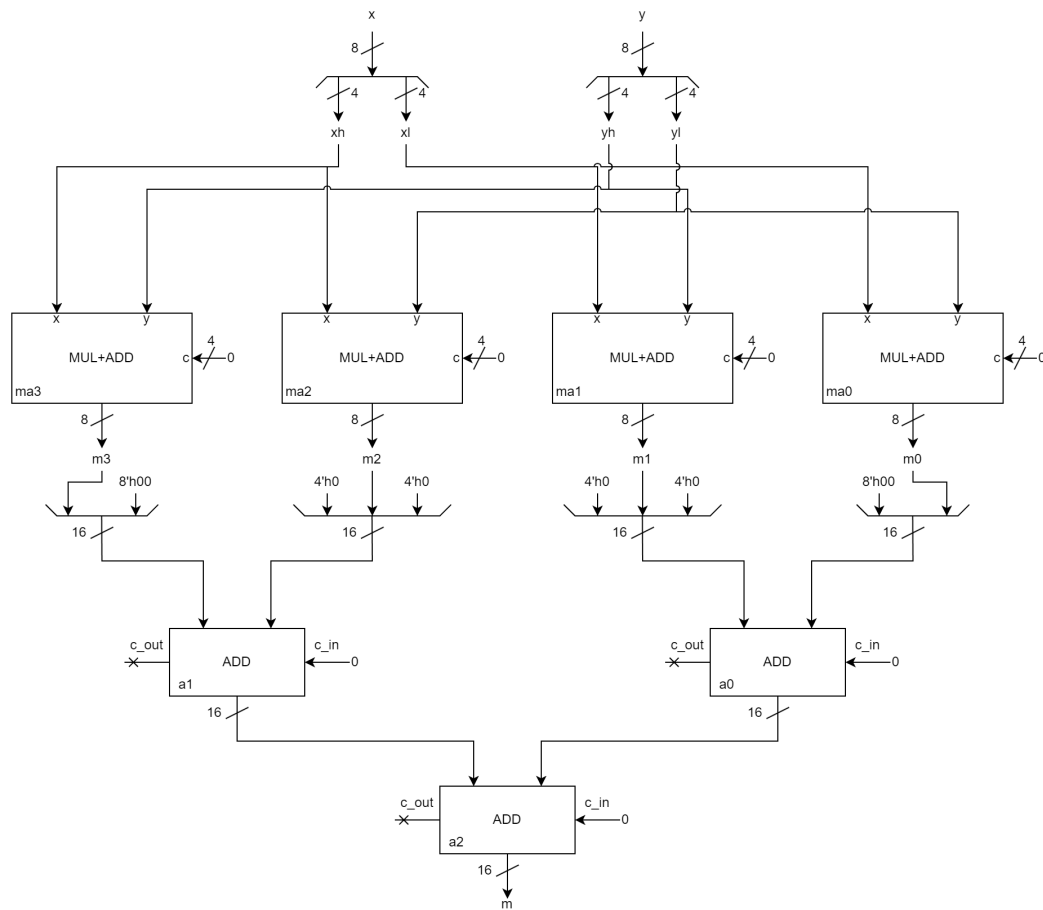 x y
8 8
4 4 4 4
xh xl yh yl
x y x y x y x y
4 4 4 4
MUL+ADD c 0 MUL+ADD c 0 MUL+ADD c 0 MUL+ADD c 0
ma3 ma2 ma1 ma0
8 8 8 8
m3 m2 m1 m0
8'h00 4'h0 4'h0 4'h0 4'h0 8'h00
16 16 16 16
c_out c_in c_out c_in
ADD 0 ADD 0
a1 a0
16 16
c_out c_in
ADD 0
a2
16
m